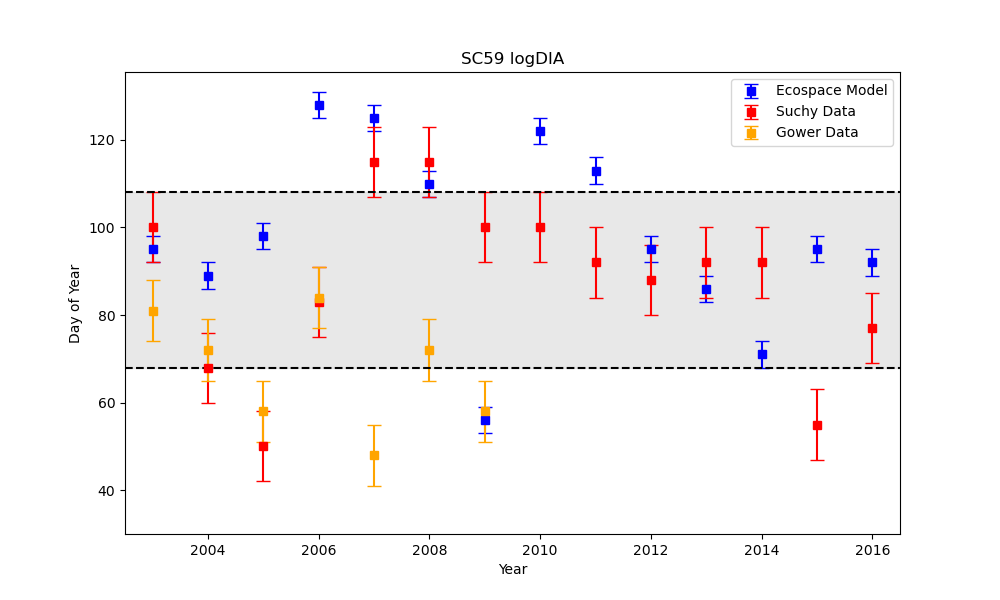 SC59 logDIA
Ecospace Model
Suchy Data
Gower Data
120
100
80
60
40
Day of Year
2004 2006 2008 2010 2012 2014 2016
Year